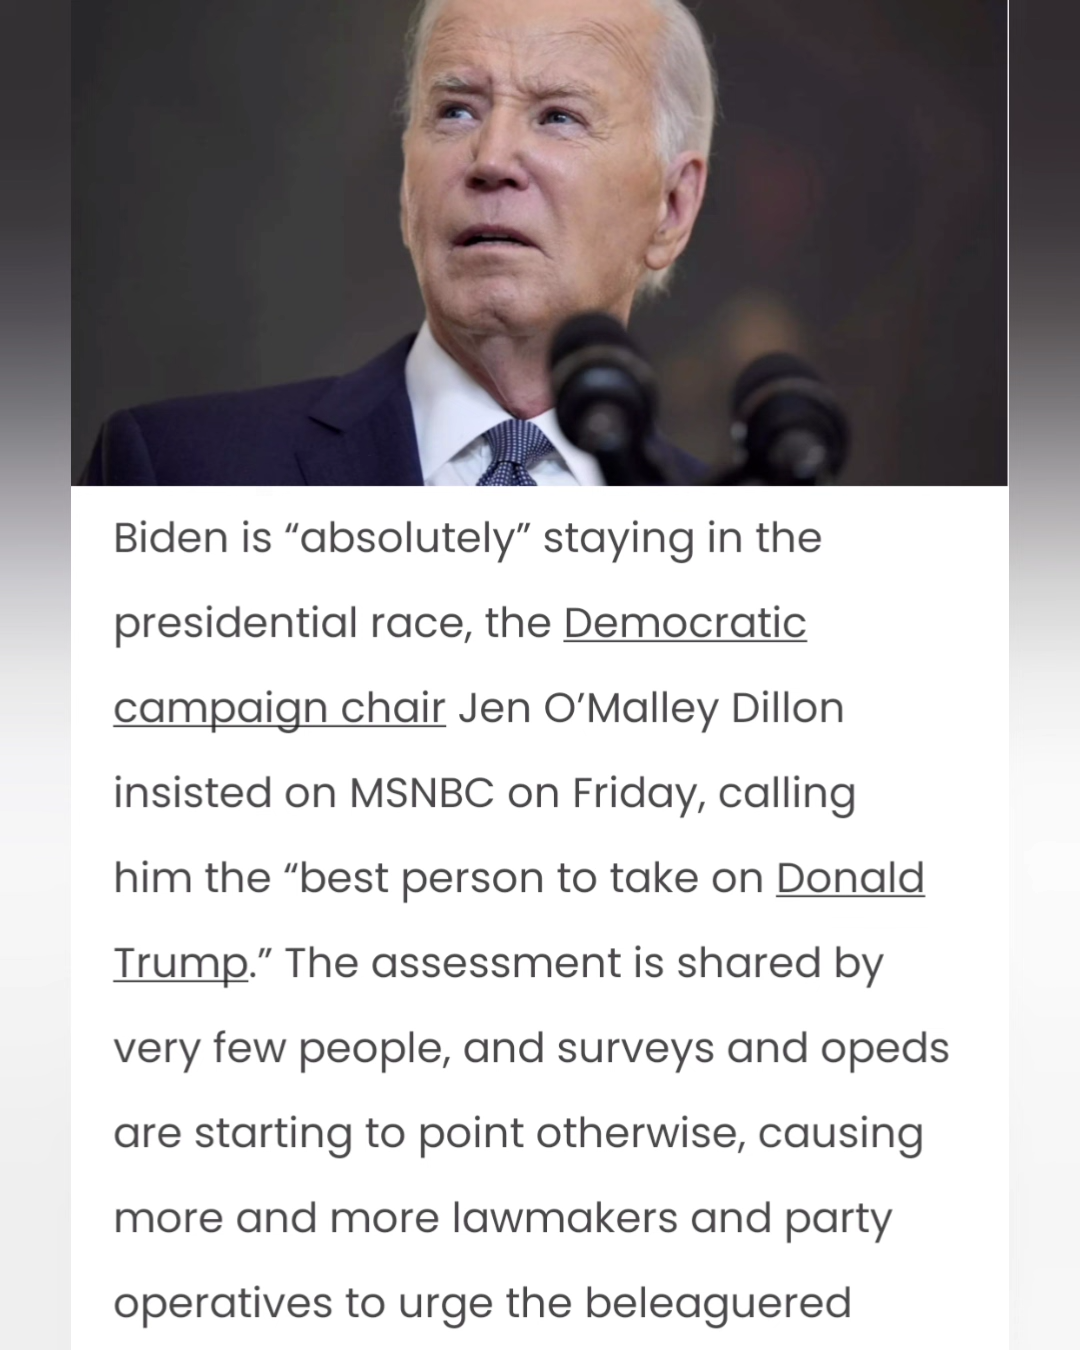 Biden is “absolutely” staying in the
presidential race, the Democratic
campaign chair Jen O’Malley Dillon
insisted on MSNBC on Friday, calling
him the “best person to take on Donald
Trump.” The assessment is shared by
very few people, and surveys and opeds
are starting to point otherwise, causing
more and more lawmakers and party
operatives to urge the beleaguered